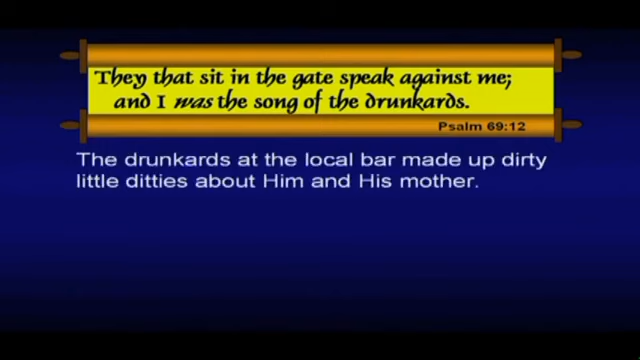 They that sit in the gate speak against me;
and I was the song of the drunkards.
Psalm 69:12
The drunkards at the local bar made up dirty
little ditties about Him and His mother.